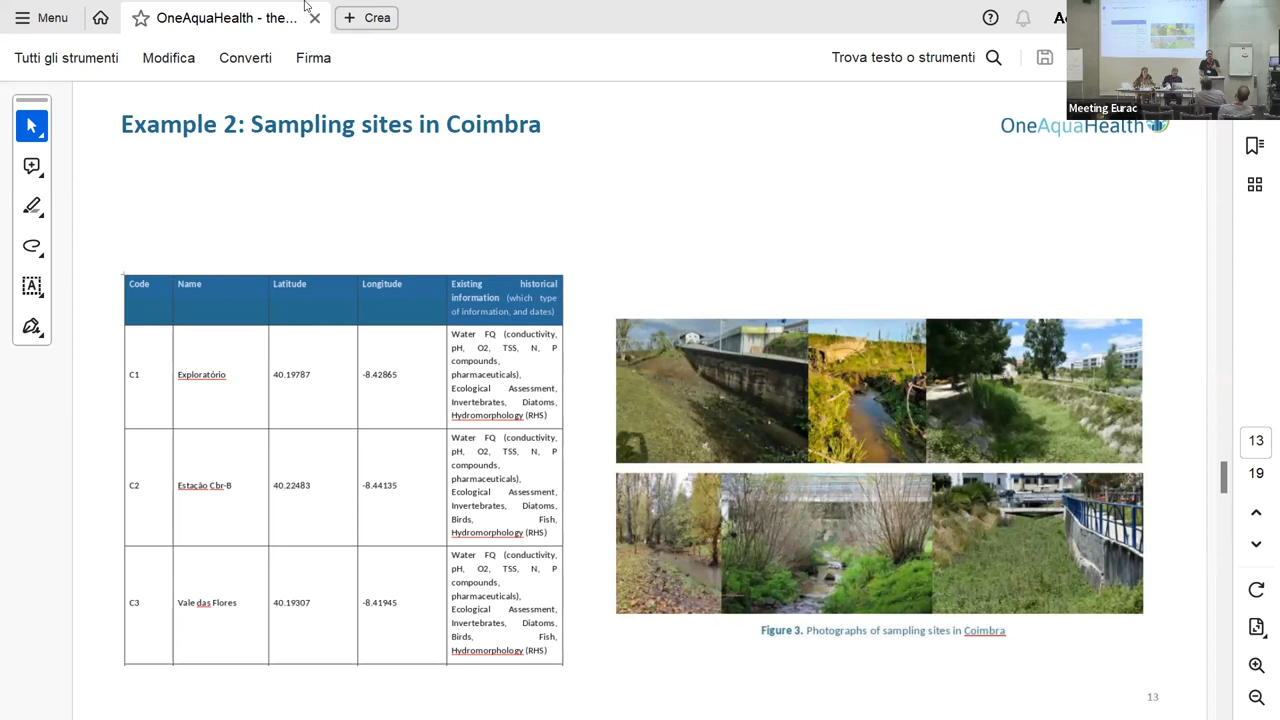 Menu
OneAquaHealth - the...
Crea
Tutti gli strumenti
Modifica
Converti
Firma
Trova testo o strumenti
Meeting Eurac
Example 2: Sampling sites in Coimbra
OneAquaHealth
Code
Name
Latitude
Longitude
Existing historical
information (which type
of information, and dates)
C1
Exploratório
40.19787
-8.42865
Water FQ (conductivity,
pH, O2, TSS, N, P
compounds,
pharmaceuticals),
Ecological Assessment,
Invertebrates, Diatoms,
Hydromorphology (RHS)
C2
Estação Cbr-B
40.22483
-8.44135
Water FQ (conductivity,
pH, O2, TSS, N, P
compounds,
pharmaceuticals),
Ecological Assessment,
Invertebrates, Diatoms,
Birds, Fish,
Hydromorphology (RHS)
C3
Vale das Flores
40.19307
-8.41945
Water FQ (conductivity,
pH, O2, TSS, N, P
compounds,
pharmaceuticals),
Ecological Assessment,
Invertebrates, Diatoms,
Birds, Fish,
Hydromorphology (RHS)
Figure 3. Photographs of sampling sites in Coimbra
13
13
19